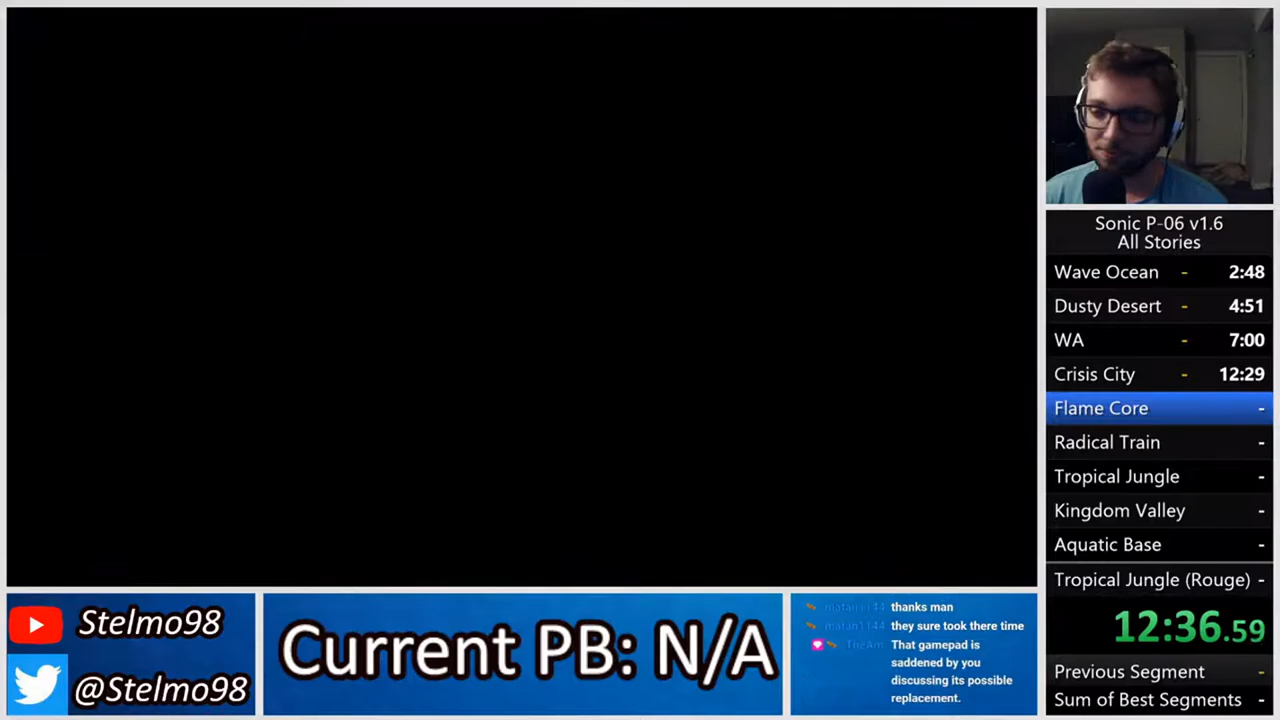 Sonic P-06 v1.6
All Stories
Wave Ocean - 2:48
Dusty Desert - 4:51
WA - 7:00
Crisis City - 12:29
Flame Core -
Radical Train -
Tropical Jungle -
Kingdom Valley -
Aquatic Base -
Tropical Jungle (Rouge) -
12:36.59
Previous Segment -
Sum of Best Segments -
Stelmo98
@Stelmo98
Current PB: N/A
thanks man
matan1144 they sure took there time
TheAm That gamepad is
saddened by you
discussing its possible
replacement.